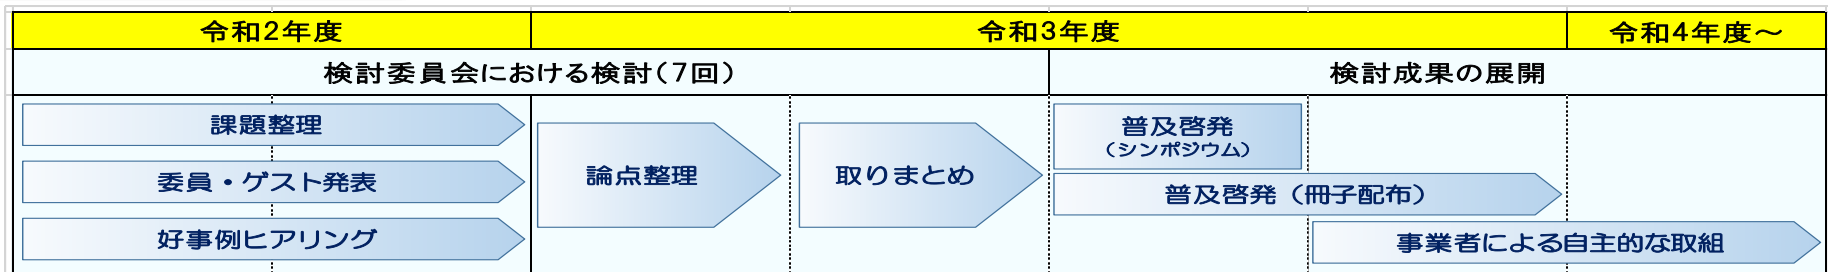 令和2年度
令和3年度
令和4年度～
検討委員会における検討（7回）
検討成果の展開
課題整理
委員・ゲスト発表
好事例ヒアリング
論点整理
取りまとめ
普及啓発
（シンポジウム）
普及啓発（冊子配布）
事業者による自主的な取組